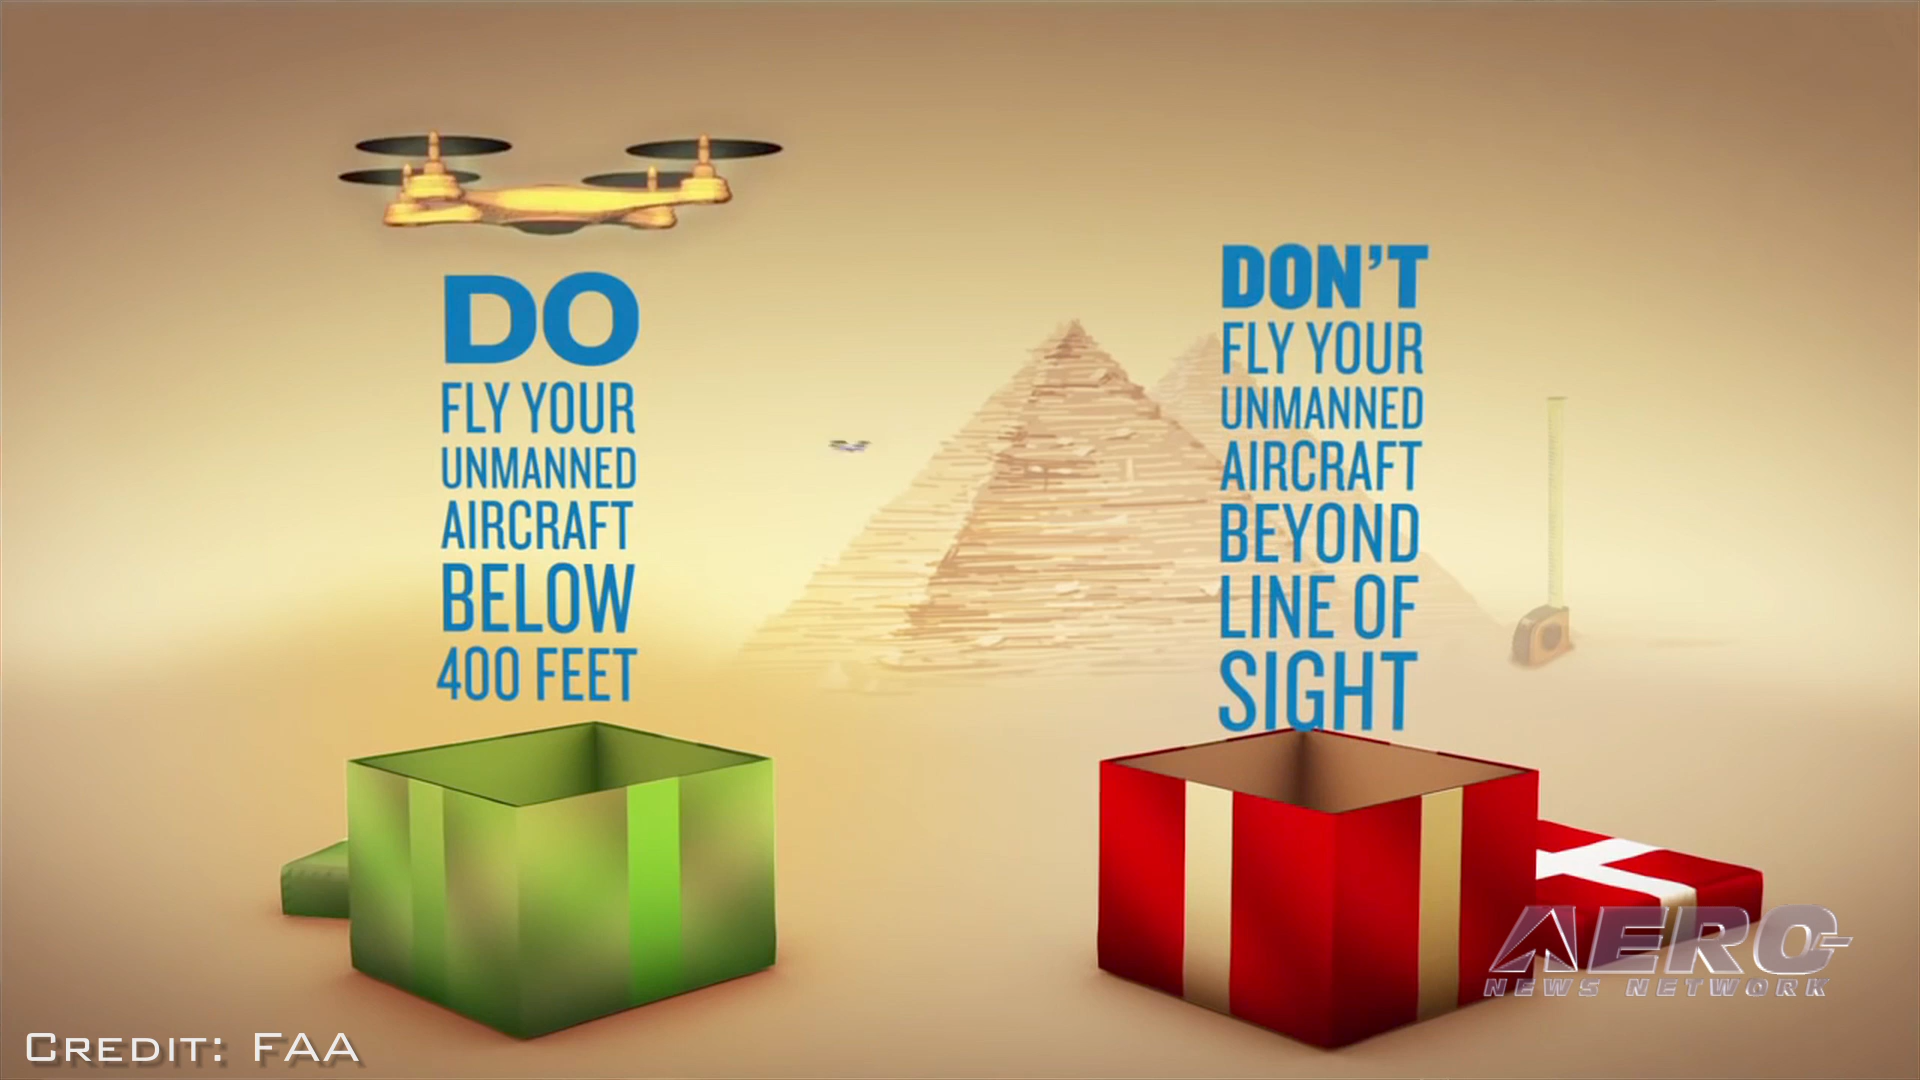 DO
FLY YOUR
UNMANNED
AIRCRAFT
BELOW
400 FEET
DON'T
FLY YOUR
UNMANNED
AIRCRAFT
BEYOND
LINE OF
SIGHT
AERO
NEWS NETWORK
CREDIT: FAA